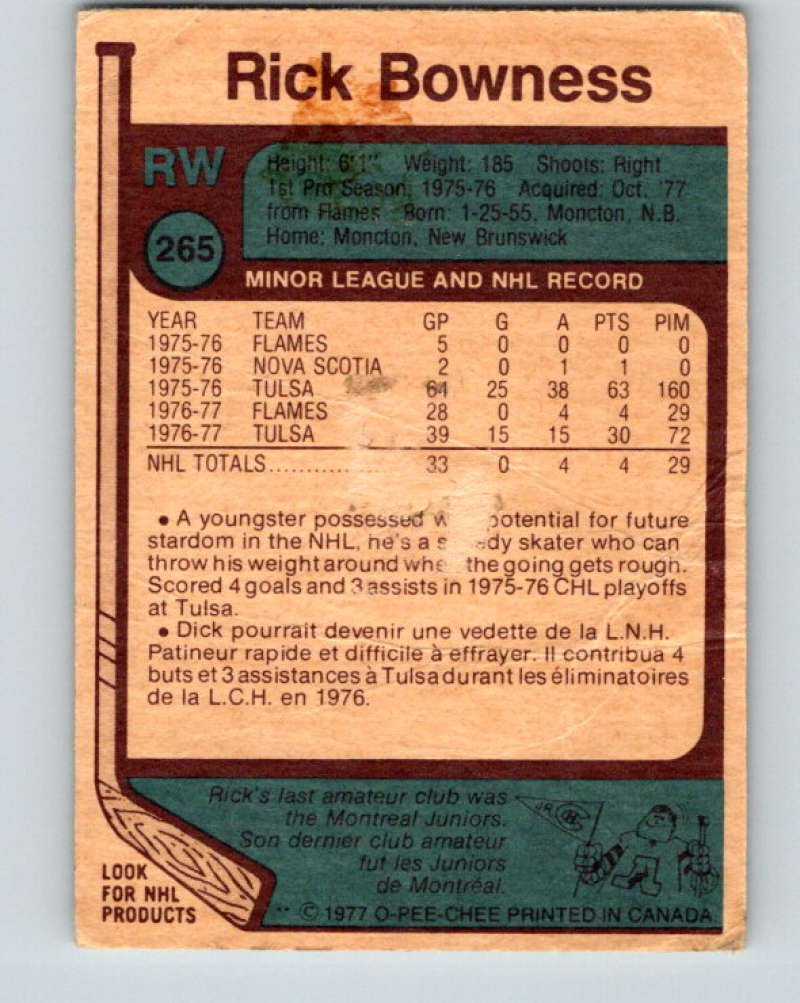 Rick Bowness
RW
Height: 6'1" Weight: 185 Shoots: Right
1st Pro Season: 1975-76 Acquired: Oct. '77
from Flames Born: 1-25-55, Moncton, N.B.
Home: Moncton, New Brunswick
265
MINOR LEAGUE AND NHL RECORD
YEAR TEAM GP G A PTS PIM
1975-76 FLAMES 5 0 0 0 0
1975-76 NOVA SCOTIA 2 0 1 1 0
1975-76 TULSA 64 25 38 63 160
1976-77 FLAMES 28 0 4 4 29
1976-77 TULSA 39 15 15 30 72
NHL TOTALS........... 33 0 4 4 29
• A youngster possessed potential for future
stardom in the NHL, he's a skater who can
throw his weight around the going gets rough.
Scored 4 goals and 3 assists in 1975-76 CHL playoffs
at Tulsa.
• Dick pourrait devenir une vedette de la L.N.H.
Patineur rapide et difficile à effrayer. Il contribua 4
buts et 3 assistances à Tulsa durant les éliminatoires
de la L.C.H. en 1976.
Rick's last amateur club was
the Montreal Juniors.
Son dernier club amateur
fut les Juniors
de Montréal.
JR.
LOOK
FOR NHL
PRODUCTS
** © 1977 O-PEE-CHEE PRINTED IN CANADA